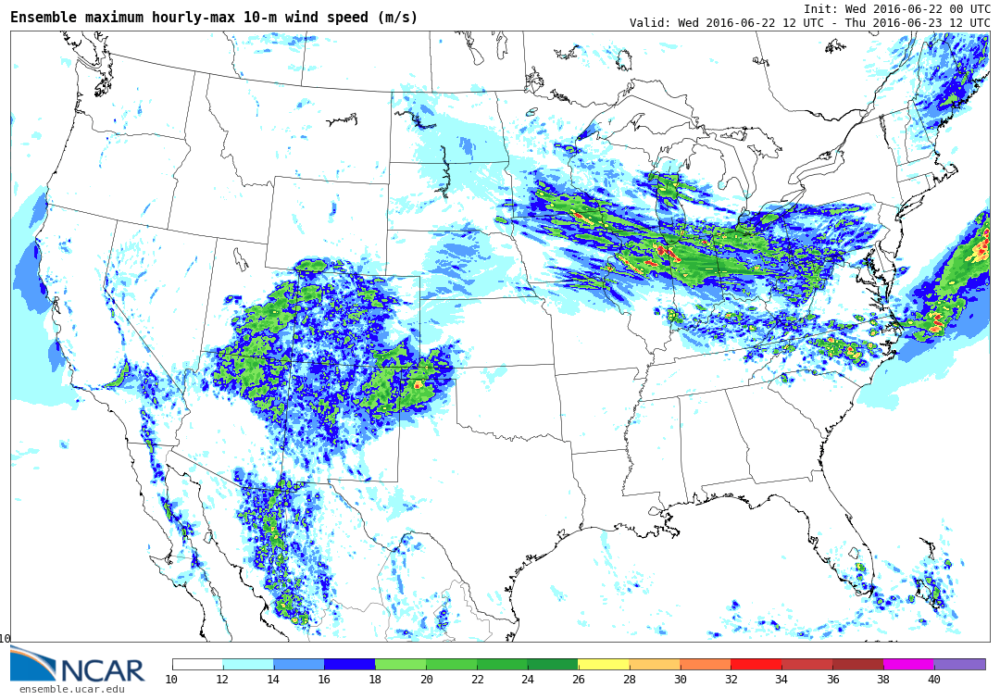 Ensemble maximum hourly-max 10-m wind speed (m/s)
Init: Wed 2016-06-22 00 UTC
Valid: Wed 2016-06-22 12 UTC - Thu 2016-06-23 12 UTC
10
NCAR
ensemble.ucar.edu
10 12 14 16 18 20 22 24 26 28 30 32 34 36 38 40